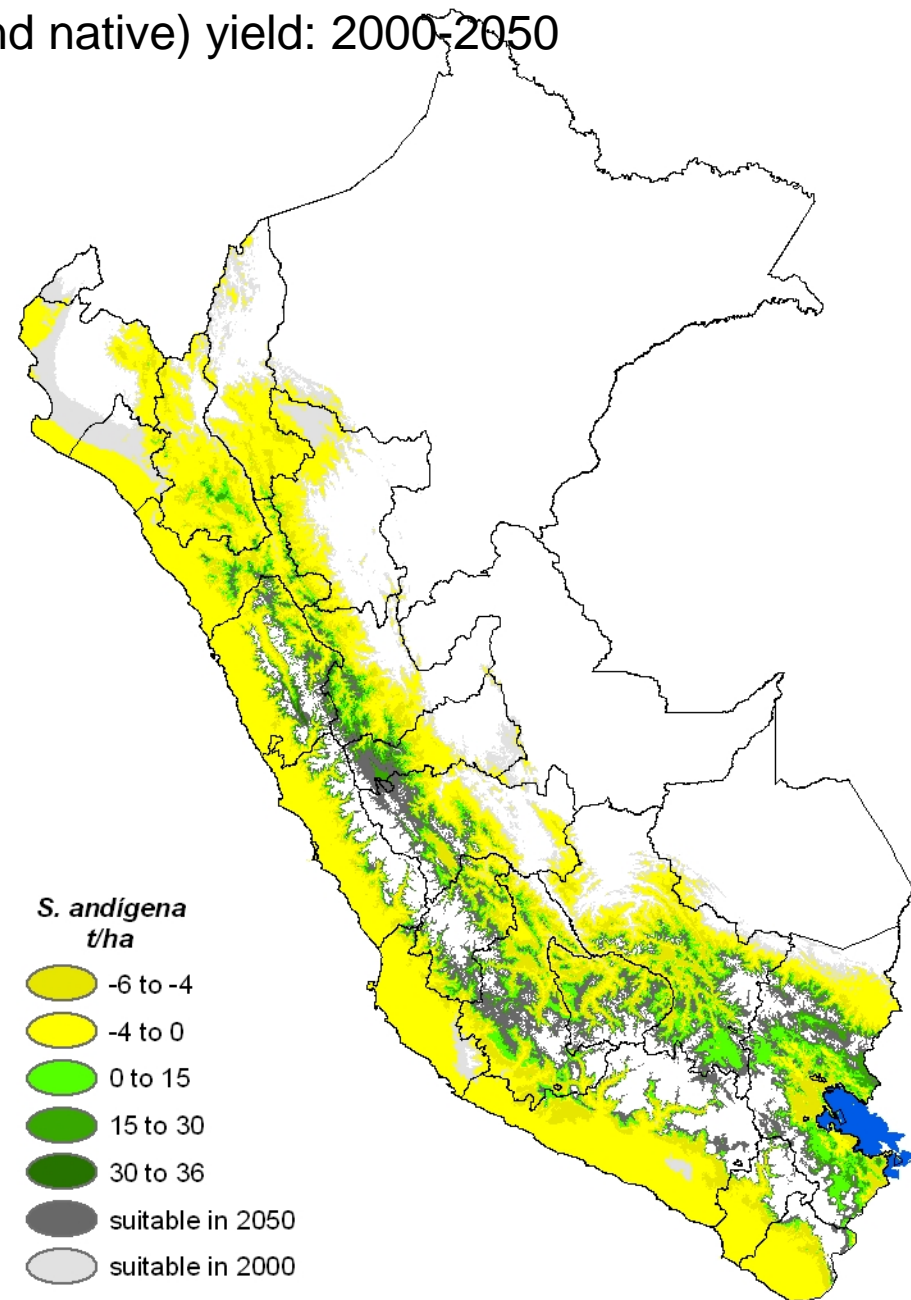 nd native) yield: 2000-2050
S. andígena
t/ha
-6 to -4
-4 to 0
0 to 15
15 to 30
30 to 36
suitable in 2050
suitable in 2000